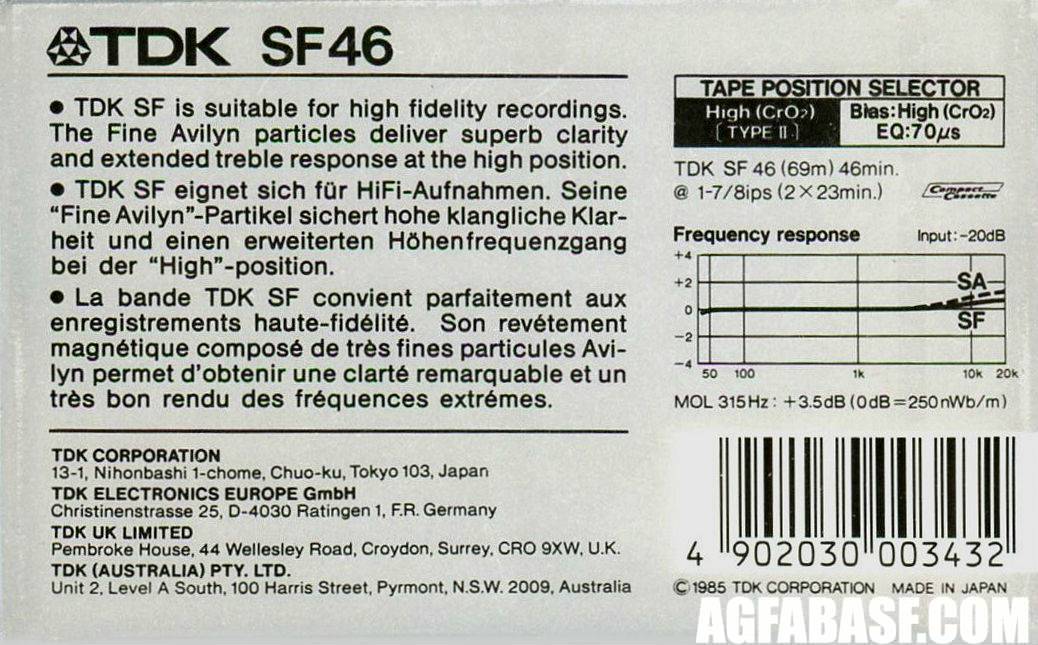 TDK SF46
● TDK SF is suitable for high fidelity recordings.
The Fine Avilyn particles deliver superb clarity
and extended treble response at the high position.
● TDK SF eignet sich für HiFi-Aufnahmen. Seine
“Fine Avilyn”-Partikel sichert hohe klangliche Klar-
heit und einen erweiterten Höhenfrequenzgang
bei der “High”-position.
● La bande TDK SF convient parfaitement aux
enregistrements haute-fidélité. Son revétement
magnétique composé de très fines particules Avi-
lyn permet d'obtenir une clarté remarquable et un
très bon rendu des fréquences extrémes.
TDK CORPORATION
13-1, Nihonbashi 1-chome, Chuo-ku, Tokyo 103, Japan
TDK ELECTRONICS EUROPE GmbH
Christinenstrasse 25, D-4030 Ratingen 1, F.R. Germany
TDK UK LIMITED
Pembroke House, 44 Wellesley Road, Croydon, Surrey, CRO 9XW, U.K.
TDK (AUSTRALIA) PTY. LTD.
Unit 2, Level A South, 100 Harris Street, Pyrmont, N.S.W. 2009, Australia
TAPE POSITION SELECTOR
High (CrO2)
[TYPE II]
Bias:High (CrO2)
EQ:70μs
TDK SF 46 (69m) 46min.
@ 1-7/8ips (2×23min.)
Compact Cassette
Frequency response Input:-20dB
+4
+2
0
-2
-4
SA
SF
50 100 1k 10k 20k
MOL 315Hz: +3.5dB (0dB=250nWb/m)
4 902030 003432
©1985 TDK CORPORATION MADE IN JAPAN
AGFABASF.COM